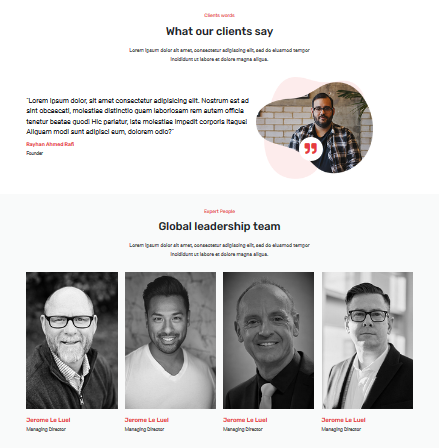 Clients words
What our clients say
Lorem ipsum dolor sit amet, consectetur adipiscing elit, sed do eiusmod tempor
incididunt ut labore et dolore magna aliqua.
"Lorem ipsum dolor, sit amet consectetur adipisicing elit. Nostrum est ad
sint obcaecati, molestiae distinctio quam laboriosam rem autem officia
tenetur beatae quod! Hic pariatur, iste molestias impedit corporis itaque!
Aliquam modi sunt adipisci eum, dolorem odio?"
Rayhan Ahmed Rafi
Founder
Expert People
Global leadership team
Lorem ipsum dolor sit amet, consectetur adipiscing elit, sed do eiusmod tempor
incididunt ut labore et dolore magna aliqua.
Jerome Le Luel
Jerome Le Luel
Jerome Le Luel
Jerome Le Luel
Managing Director
Managing Director
Managing Director
Managing Director